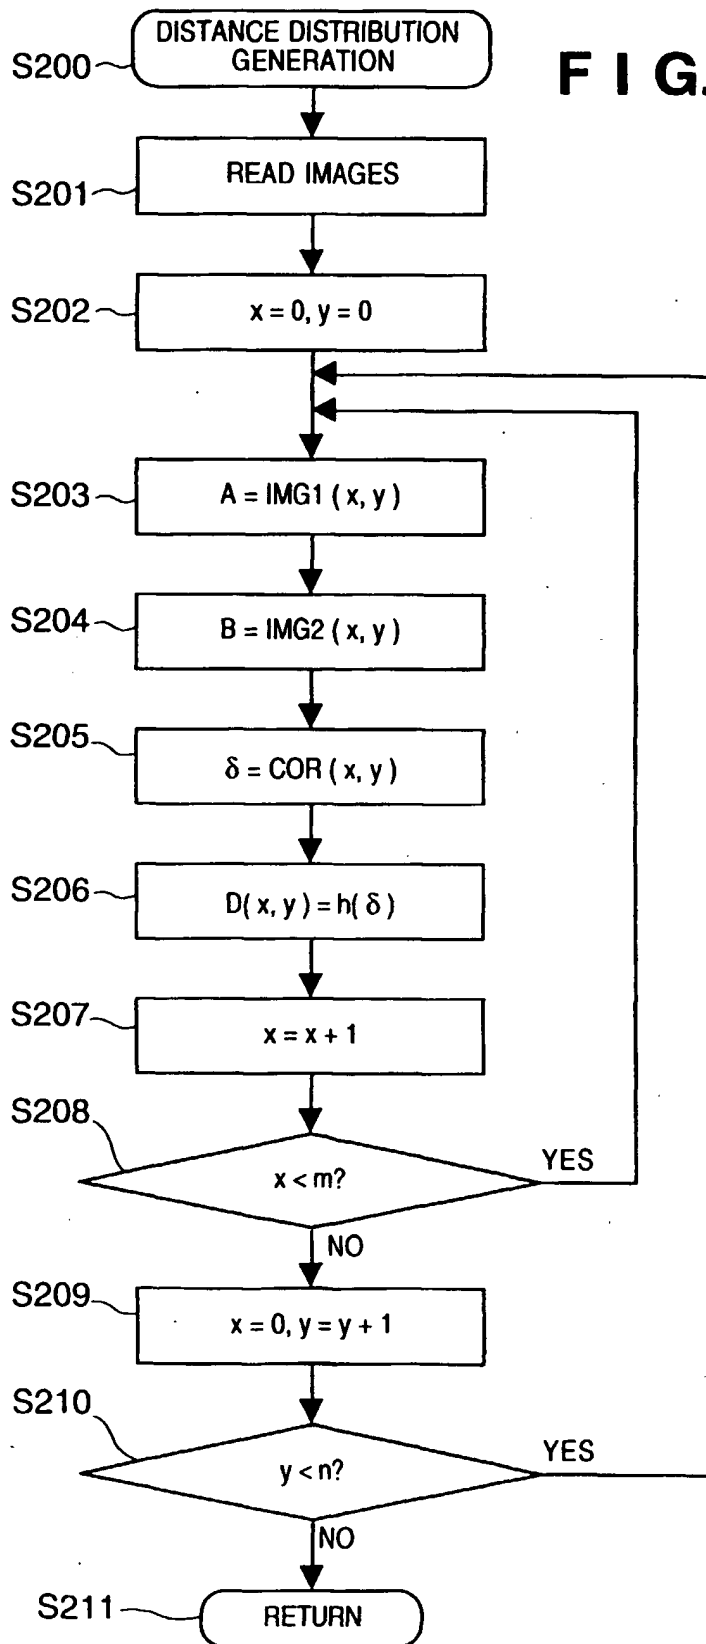 DISTANCE DISTRIBUTION
GENERATION
S200
F I G.
READ IMAGES
S201
x = 0, y = 0
S202
A = IMG1 ( x, y )
S203
B = IMG2 ( x, y )
S204
δ = COR ( x, y )
S205
D( x, y ) = h( δ )
S206
x = x + 1
S207
S208
x < m?
YES
NO
x = 0, y = y + 1
S209
S210
y < n?
YES
NO
S211
RETURN